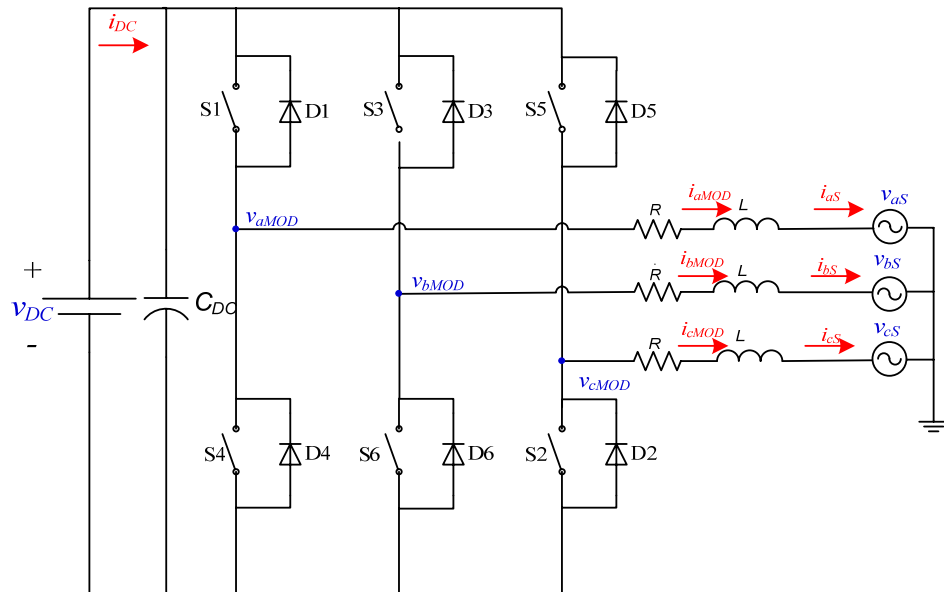 iDC
S1
D1
S3
D3
S5
D5
vaMOD
R
iaMOD
L
iaS
vaS
+
vDC
-
CDC
vbMOD
R
ibMOD
L
ibS
vbS
R
icMOD
L
icS
vcS
vcMOD
S4
D4
S6
D6
S2
D2